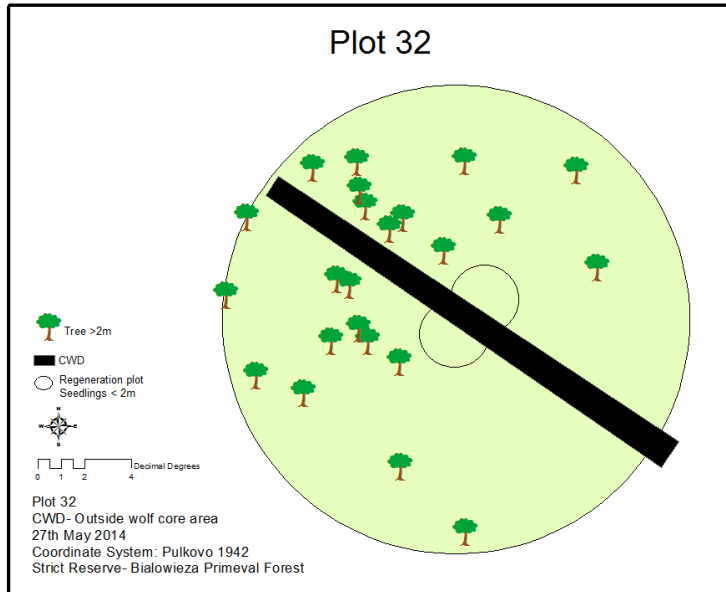 Plot 32
Tree >2m
CWD
Regeneration plot
Seedlings < 2m
N
W E
S
0 1 2 4 Decimal Degrees
Plot 32
CWD- Outside wolf core area
27th May 2014
Coordinate System: Pulkovo 1942
Strict Reserve- Bialowieza Primeval Forest